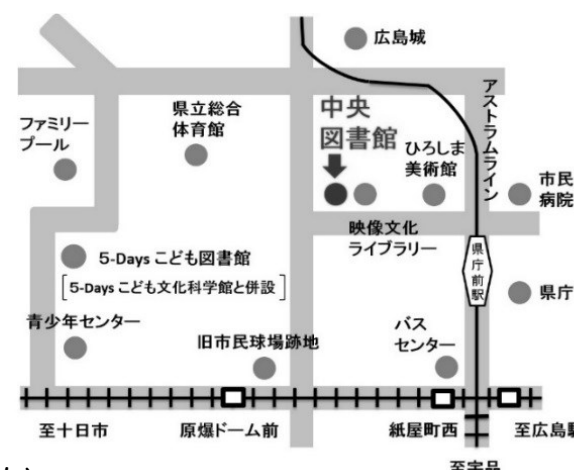 広島城
アストラムライン
中央
図書館
県立総合
体育館
ファミリー
プール
ひろしま
美術館
市民
病院
映像文化
ライブラリー
5-Days こども図書館
[5-Days こども文化科学館と併設]
県庁前駅
県庁
青少年センター
旧市民球場跡地
バス
センター
至十日市
原爆ドーム前
紙屋町西
至広島